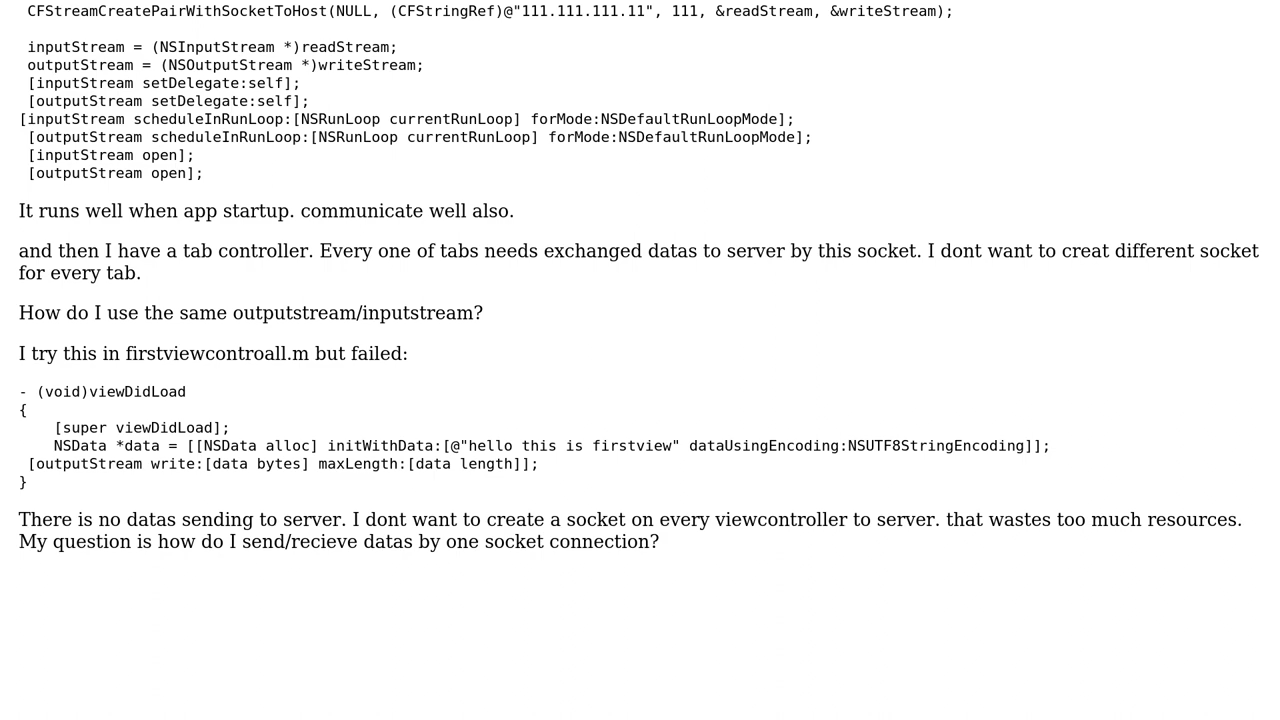 CFStreamCreatePairWithSocketToHost(NULL, (CFStringRef)@"111.111.111.11", 111, &readStream, &writeStream);
inputStream = (NSInputStream *)readStream;
outputStream = (NSOutputStream *)writeStream;
[inputStream setDelegate:self];
[outputStream setDelegate:self];
[inputStream scheduleInRunLoop:[NSRunLoop currentRunLoop] forMode:NSDefaultRunLoopMode];
[outputStream scheduleInRunLoop:[NSRunLoop currentRunLoop] forMode:NSDefaultRunLoopMode];
[inputStream open];
[outputStream open];
It runs well when app startup. communicate well also.
and then I have a tab controller. Every one of tabs needs exchanged datas to server by this socket. I dont want to creat different socket
for every tab.
How do I use the same outputstream/inputstream?
I try this in firstviewcontroall.m but failed:
- (void)viewDidLoad
{
[super viewDidLoad];
NSData *data = [[NSData alloc] initWithData:[@"hello this is firstview" dataUsingEncoding:NSUTF8StringEncoding]];
[outputStream write:[data bytes] maxLength:[data length]];
}
There is no datas sending to server. I dont want to create a socket on every viewcontroller to server. that wastes too much resources.
My question is how do I send/recieve datas by one socket connection?